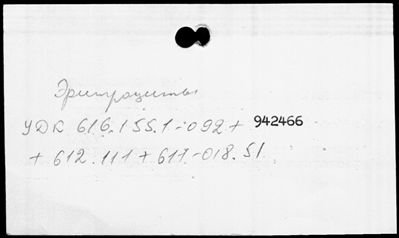 Эритроциты
УДК 616.155.1-092 + 942466
+ 612.111 + 611-018.51